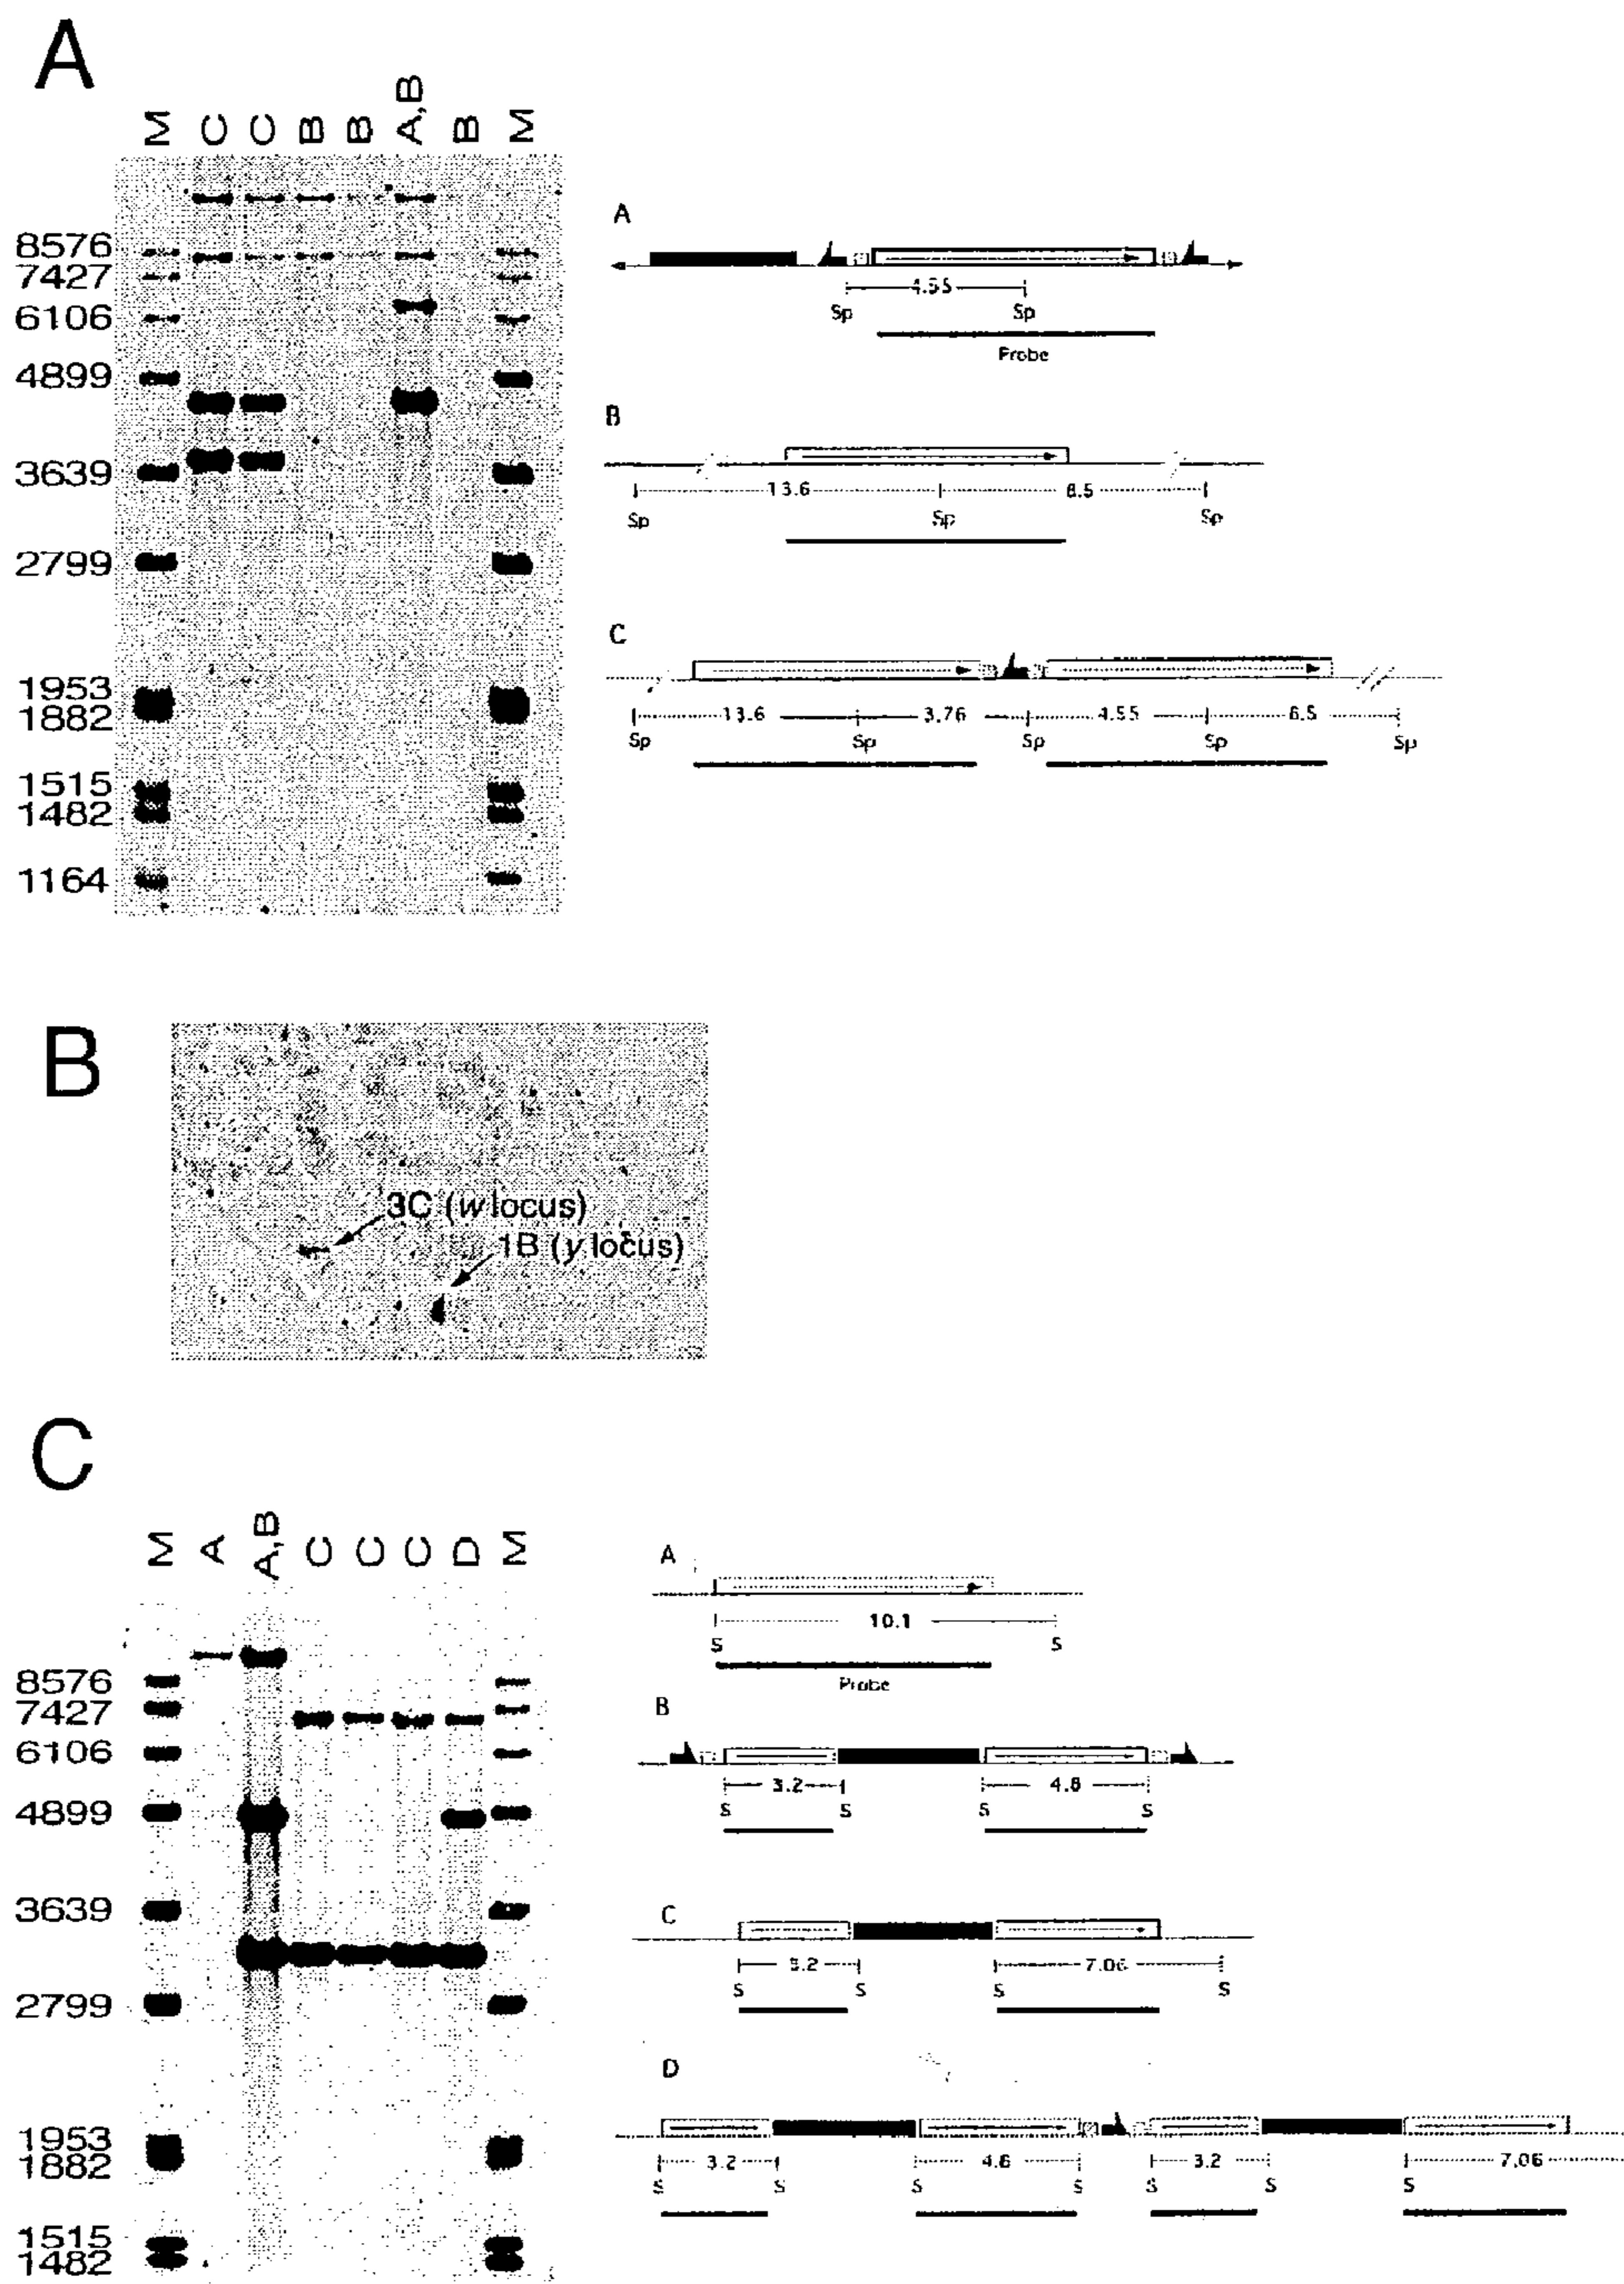 A
M C C B B A,B B M
8576
7427
6106
4899
3639
2799
1953
1882
1515
1482
1164
A
4.55
Sp Sp
Probe
B
13.6 8.5
Sp Sp Sp
C
13.6 3.76 4.55 8.5
Sp Sp Sp Sp Sp
B
3C (w locus)
1B (y locus)
C
M A A,B C C C D M
8576
7427
6106
4899
3639
2799
1953
1882
1515
1482
A
10.1
S S
Probe
B
3.2 4.8
S S S S
C
3.2 7.06
S S S S
D
3.2 4.8 3.2 7.06
S S S S S S S